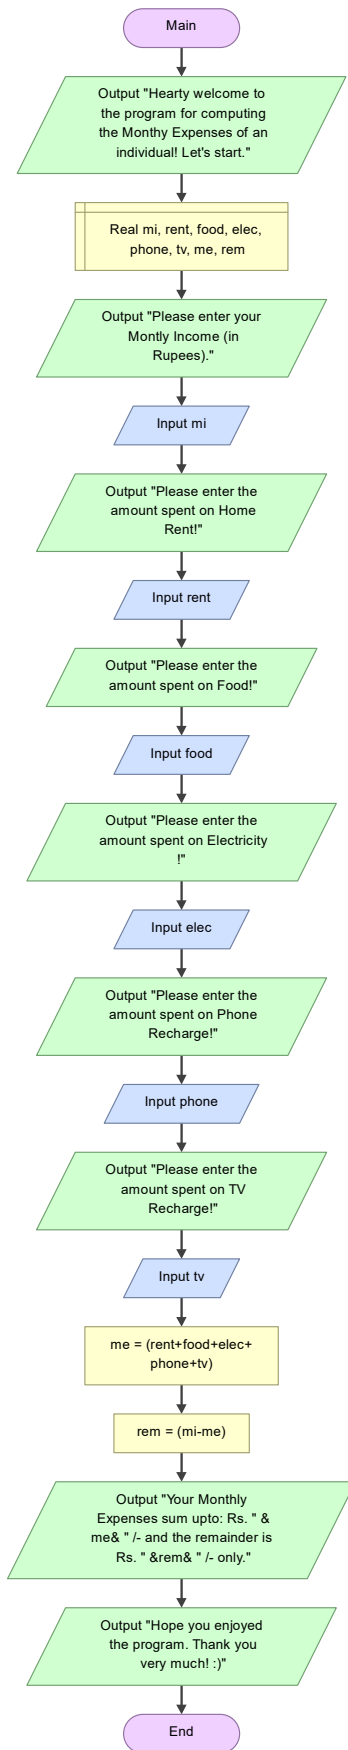 Main
Output "Hearty welcome to
the program for computing
the Monthy Expenses of an
individual! Let's start."
Real mi, rent, food, elec,
phone, tv, me, rem
Output "Please enter your
Montly Income (in
Rupees)."
Input mi
Output "Please enter the
amount spent on Home
Rent!"
Input rent
Output "Please enter the
amount spent on Food!"
Input food
Output "Please enter the
amount spent on Electricity
!"
Input elec
Output "Please enter the
amount spent on Phone
Recharge!"
Input phone
Output "Please enter the
amount spent on TV
Recharge!"
Input tv
me = (rent+food+elec+
phone+tv)
rem = (mi-me)
Output "Your Monthly
Expenses sum upto: Rs. " &
me& " /- and the remainder is
Rs. " &rem& " /- only."
Output "Hope you enjoyed
the program. Thank you
very much! :)"
End